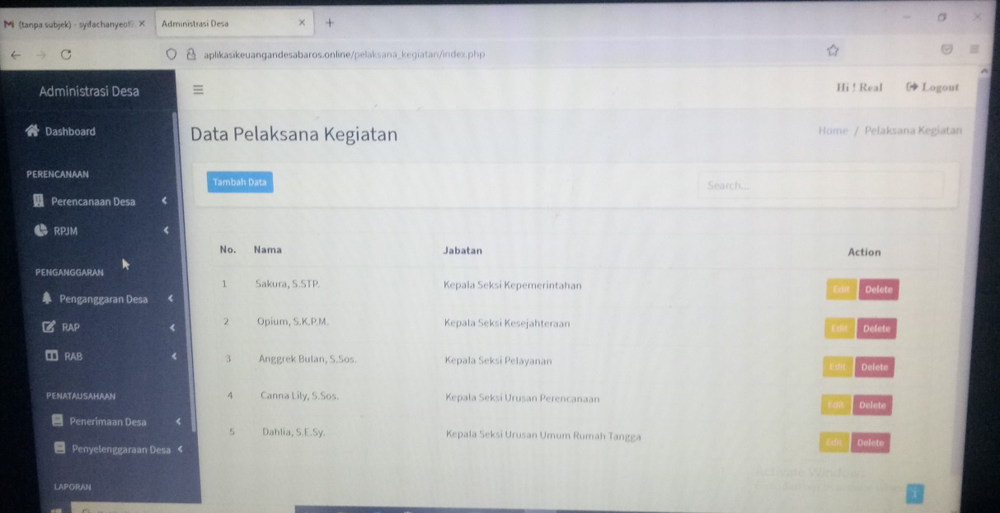 (tanpa subjek) - syifachanyeol
Administrasi Desa
aplikasikeuangandesabaros.online/pelaksana_kegiatan/index.php
Administrasi Desa
Hi ! Real
Logout
Dashboard
Data Pelaksana Kegiatan
Home / Pelaksana Kegiatan
PERENCANAAN
Tambah Data
Search...
Perencanaan Desa
RPJM
No. Nama Jabatan Action
PENGANGGARAN
1 Sakura, S.STP. Kepala Seksi Kepemerintahan Edit Delete
Penganggaran Desa
2 Opium, S.K.P.M. Kepala Seksi Kesejahteraan Edit Delete
RAP
3 Anggrek Bulan, S.Sos. Kepala Seksi Pelayanan Edit Delete
RAB
4 Canna Lily, S.Sos. Kepala Seksi Urusan Perencanaan Edit Delete
PENATAUSAHAAN
5 Dahlia, S.E.Sy. Kepala Seksi Urusan Umum Rumah Tangga Edit Delete
Penerimaan Desa
Penyelenggaraan Desa
Activate Windows
LAPORAN
1